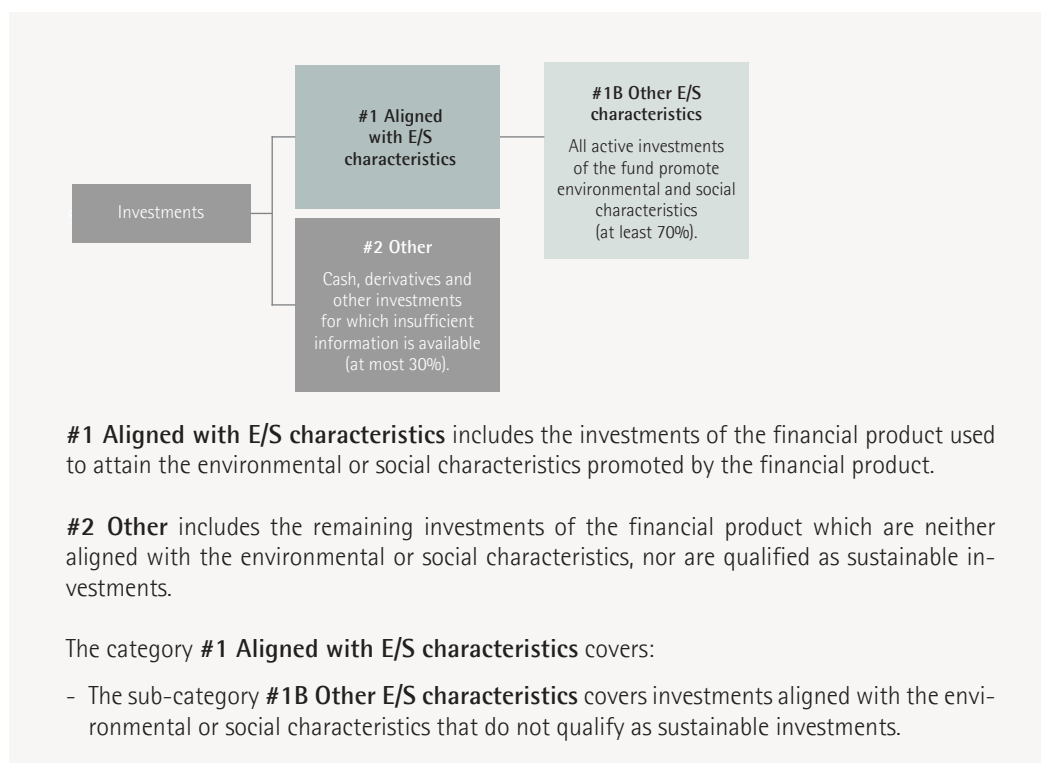 Investments
#1 Aligned
with E/S
characteristics
#1B Other E/S
characteristics
All active investments
of the fund promote
environmental and social
characteristics
(at least 70%).
#2 Other
Cash, derivatives and
other investments
for which insufficient
information is available
(at most 30%).
#1 Aligned with E/S characteristics includes the investments of the financial product used
to attain the environmental or social characteristics promoted by the financial product.
#2 Other includes the remaining investments of the financial product which are neither
aligned with the environmental or social characteristics, nor are qualified as sustainable in-
vestments.
The category #1 Aligned with E/S characteristics covers:
- The sub-category #1B Other E/S characteristics covers investments aligned with the envi-
ronmental or social characteristics that do not qualify as sustainable investments.